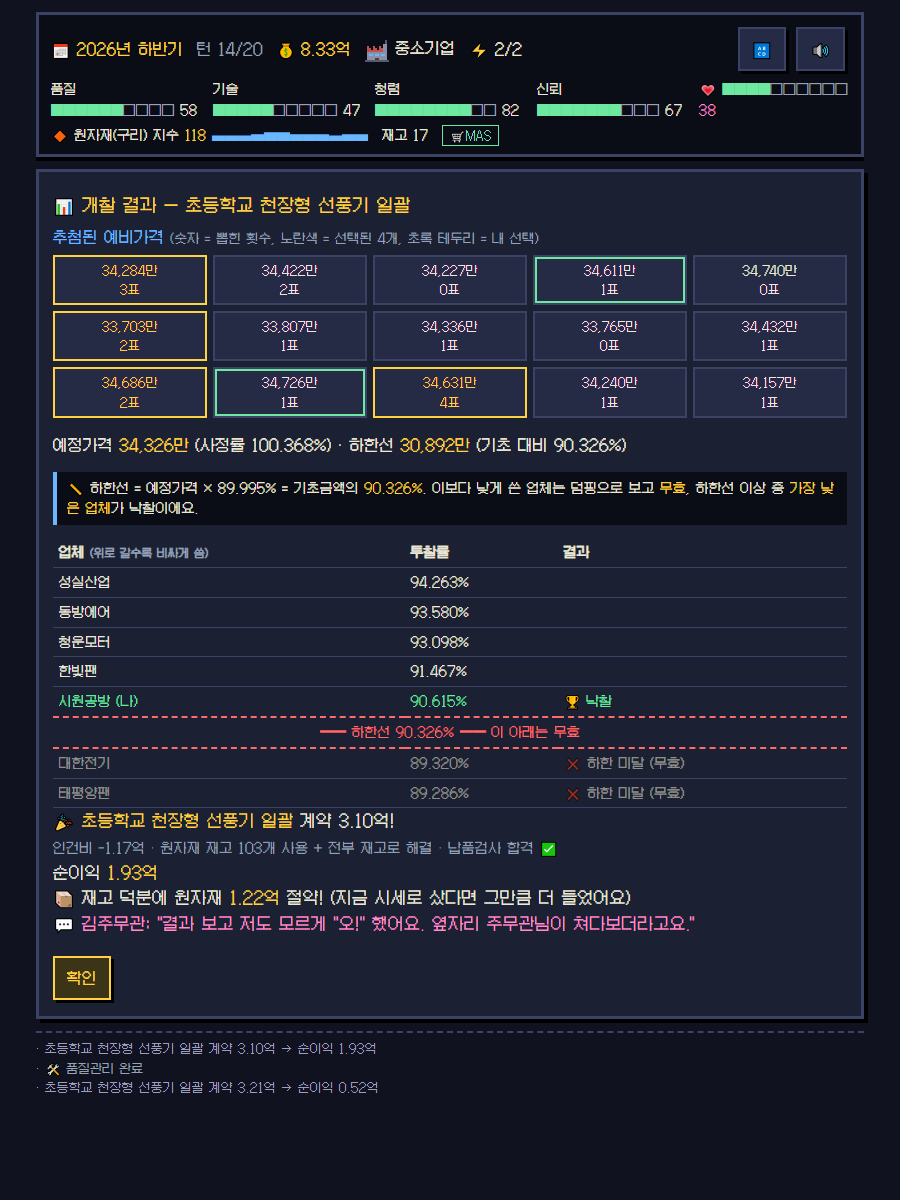 2026년 하반기 턴 14/20 8.33억 중소기업 2/2
품질 기술 청렴 신뢰
58 47 82 67 38
원자재(구리) 지수 118 재고 17 MAS
개찰 결과 — 초등학교 천장형 선풍기 일괄
추첨된 예비가격 (숫자 = 뽑힌 횟수, 노란색 = 선택된 4개, 초록 테두리 = 내 선택)
34,284만 34,422만 34,227만 34,611만 34,740만
3표 2표 0표 1표 0표
33,703만 33,807만 34,336만 33,765만 34,432만
2표 1표 1표 0표 1표
34,686만 34,726만 34,631만 34,240만 34,157만
2표 1표 4표 1표 1표
예정가격 34,326만 (사정률 100.368%) · 하한선 30,892만 (기초 대비 90.326%)
하한선 = 예정가격 × 89.995% = 기초금액의 90.326%. 이보다 낮게 쓴 업체는 덤핑으로 보고 무효, 하한선 이상 중 가장 낮
은 업체가 낙찰이에요.
업체 (위로 갈수록 비싸게 씀) 투찰률 결과
성실산업 94.263%
동방에어 93.580%
청운모터 93.098%
한빛팬 91.467%
시원공방 (나) 90.615% 낙찰
━━ 하한선 90.326% ━━ 이 아래는 무효
대한전기 89.320% 하한 미달 (무효)
태평양팬 89.286% 하한 미달 (무효)
초등학교 천장형 선풍기 일괄 계약 3.10억!
인건비 -1.17억 · 원자재 재고 103개 사용 + 전부 재고로 해결 · 납품검사 합격
순이익 1.93억
재고 덕분에 원자재 1.22억 절약! (지금 시세로 샀다면 그만큼 더 들었어요)
김주무관: "결과 보고 저도 모르게 "오!" 했어요. 옆자리 주무관님이 쳐다보더라고요."
확인
· 초등학교 천장형 선풍기 일괄 계약 3.10억 → 순이익 1.93억
· 품질관리 완료
· 초등학교 천장형 선풍기 일괄 계약 3.21억 → 순이익 0.52억